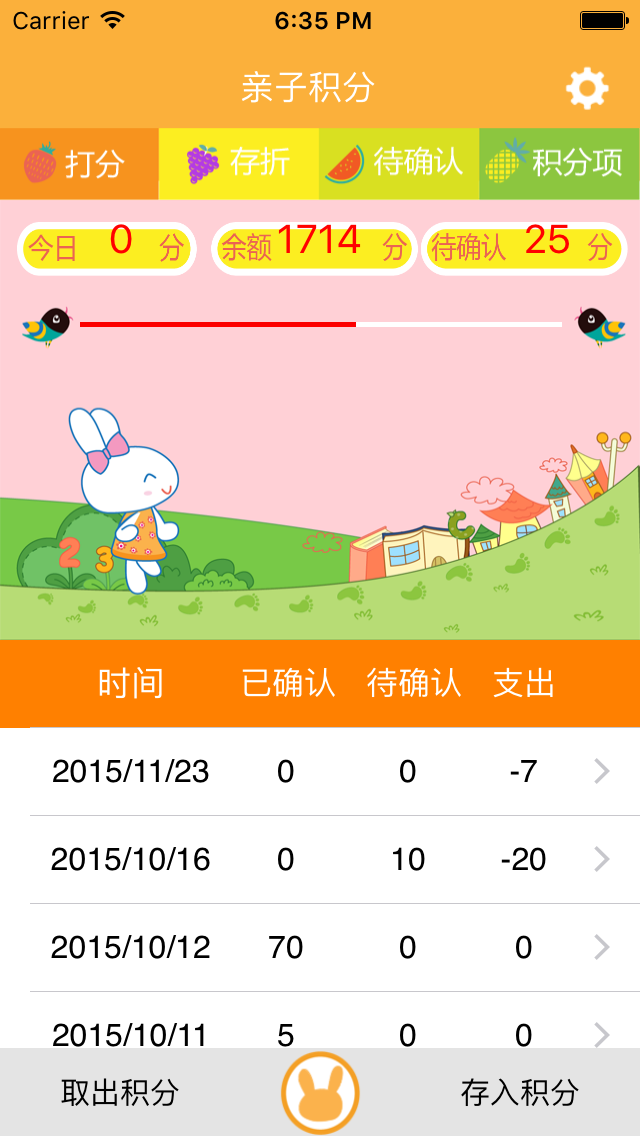 Carrier 6:35 PM
亲子积分
打分 存折 待确认 积分项
今日 0 分 余额 1714 分 待确认 25 分
2 3
时间 已确认 待确认 支出
2015/11/23 0 0 -7
2015/10/16 0 10 -20
2015/10/12 70 0 0
2015/10/11 5 0 0
取出积分 存入积分